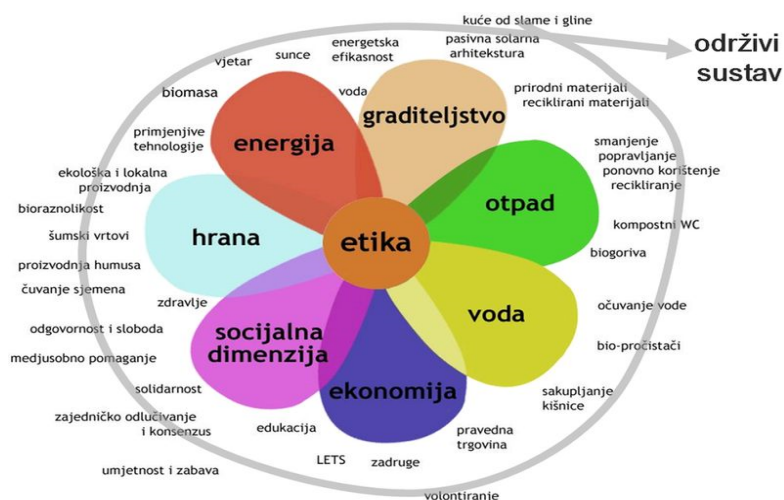 kuće od slame i gline
održivi
sustav
energetska
efikasnost
pasivna solarna
arhitekstura
vjetar
sunce
biomasa
voda
prirodni materijali
reciklirani materijali
graditeljstvo
primjenjive
tehnologije
energija
smanjenje
popravljanje
ponovno korištenje
recikliranje
ekološka i lokalna
proizvodnja
otpad
bioraznolikost
kompostni WC
šumski vrtovi
hrana
etika
biogoriva
proizvodnja humusa
čuvanje sjemena
zdravlje
voda
očuvanje vode
odgovornost i sloboda
socijalna
dimenzija
bio-pročistači
medjusobno pomaganje
solidarnost
ekonomija
sakupljanje
kišnice
zajedničko odlučivanje
i konsenzus
edukacija
pravedna
trgovina
umjetnost i zabava
LETS
zadruge
volontiranje